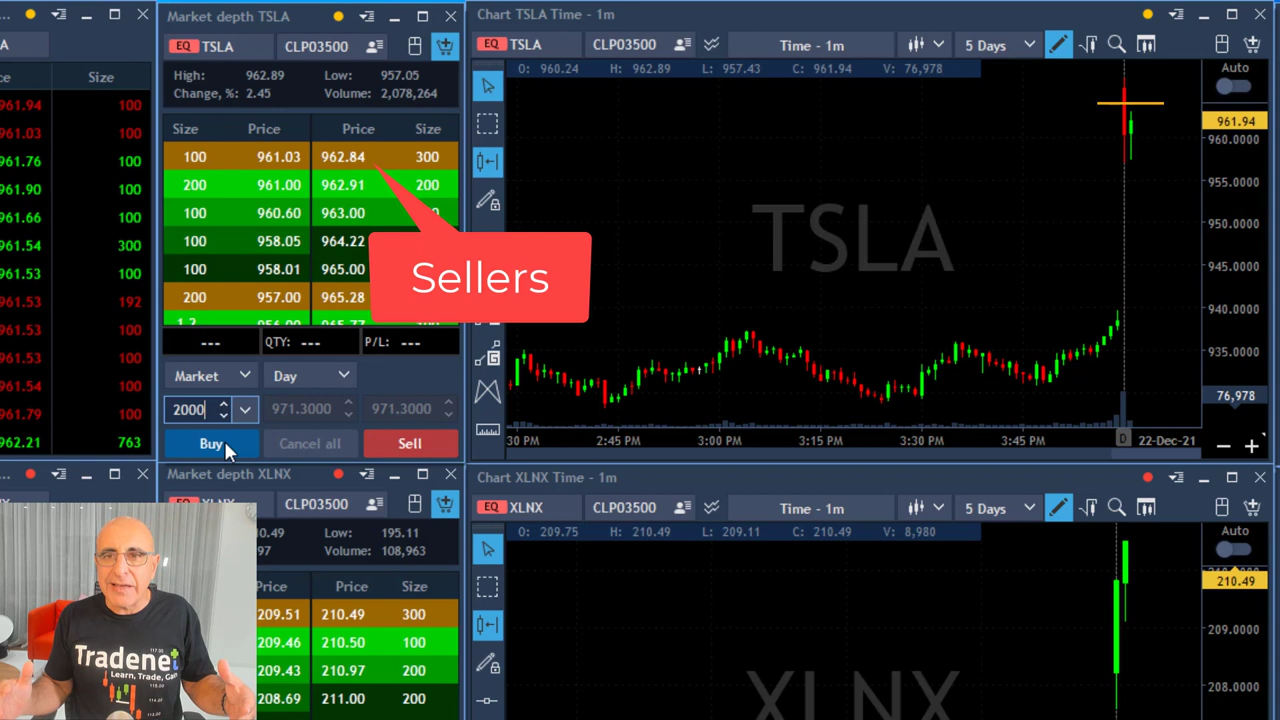 A
Size
961.94 100
961.03 100
961.76 100
961.90 100
961.66 100
961.54 300
961.53 100
961.53 192
961.53 100
961.53 100
961.86 100
961.79 100
962.21 763
Market depth TSLA
EQ TSLA CLP03500
High: 962.89 Low: 957.05
Change, %: 2.45 Volume: 2,078,264
Size Price Price Size
100 961.03 962.84 300
200 961.00 962.91 200
100 960.60 963.00
100 958.05 964.22
100 958.01 965.00
200 957.00 965.28
--- QTY: --- P/L: ---
Market Day
2000 971.3000 971.3000
Buy Cancel all Sell
Sellers
Chart TSLA Time - 1m
EQ TSLA CLP03500 Time - 1m 5 Days
O: 960.24 H: 962.89 L: 957.43 C: 961.94 V: 76,978
Auto
961.94
960.0000
955.0000
950.0000
945.0000
940.0000
935.0000
76,978
TSLA
G
:30 PM 2:45 PM 3:00 PM 3:15 PM 3:30 PM 3:45 PM D 22-Dec-21
Market depth XLNX
CLP03500
Low: 195.11
Volume: 108,963
Price Price Size
209.51 210.49 300
209.46 210.50 100
209.43 210.97 200
208.69 211.00 200
Chart XLNX Time - 1m
EQ XLNX CLP03500 Time - 1m 5 Days
O: 209.75 H: 210.49 L: 209.11 C: 210.49 V: 8,980
Auto
210.49
209.0000
208.0000
XLNX
Tradenet
Learn, Trade,